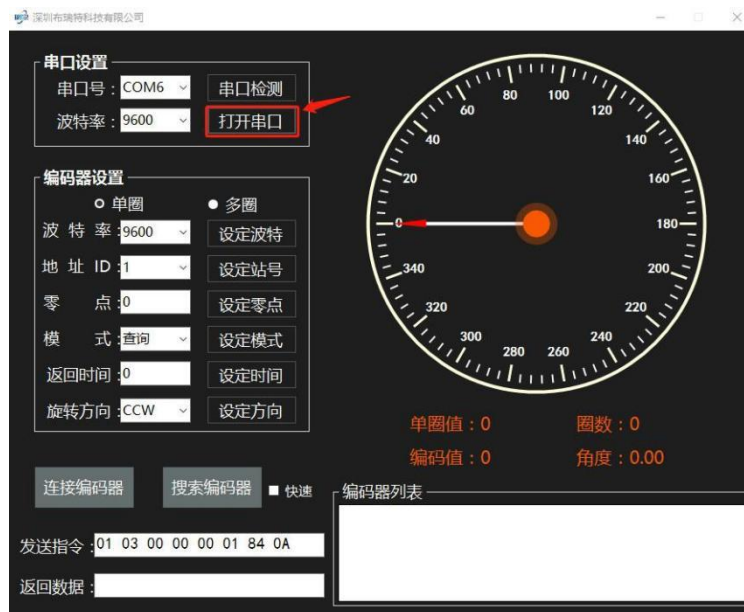 深圳布瑞特科技有限公司
串口设置
串口号：COM6 串口检测
波特率：9600 打开串口
编码器设置
单圈 多圈
波 特 率：9600 设定波特
地 址 ID：1 设定站号
零 点：0 设定零点
模 式：查询 设定模式
返回时间：0 设定时间
旋转方向：CCW 设定方向
连接编码器 搜索编码器 快速
发送指令：01 03 00 00 00 01 84 0A
返回数据：
0
20
40
60
80
100
120
140
160
180
200
220
240
260
280
300
320
340
单圈值：0 圈数：0
编码值：0 角度：0.00
编码器列表